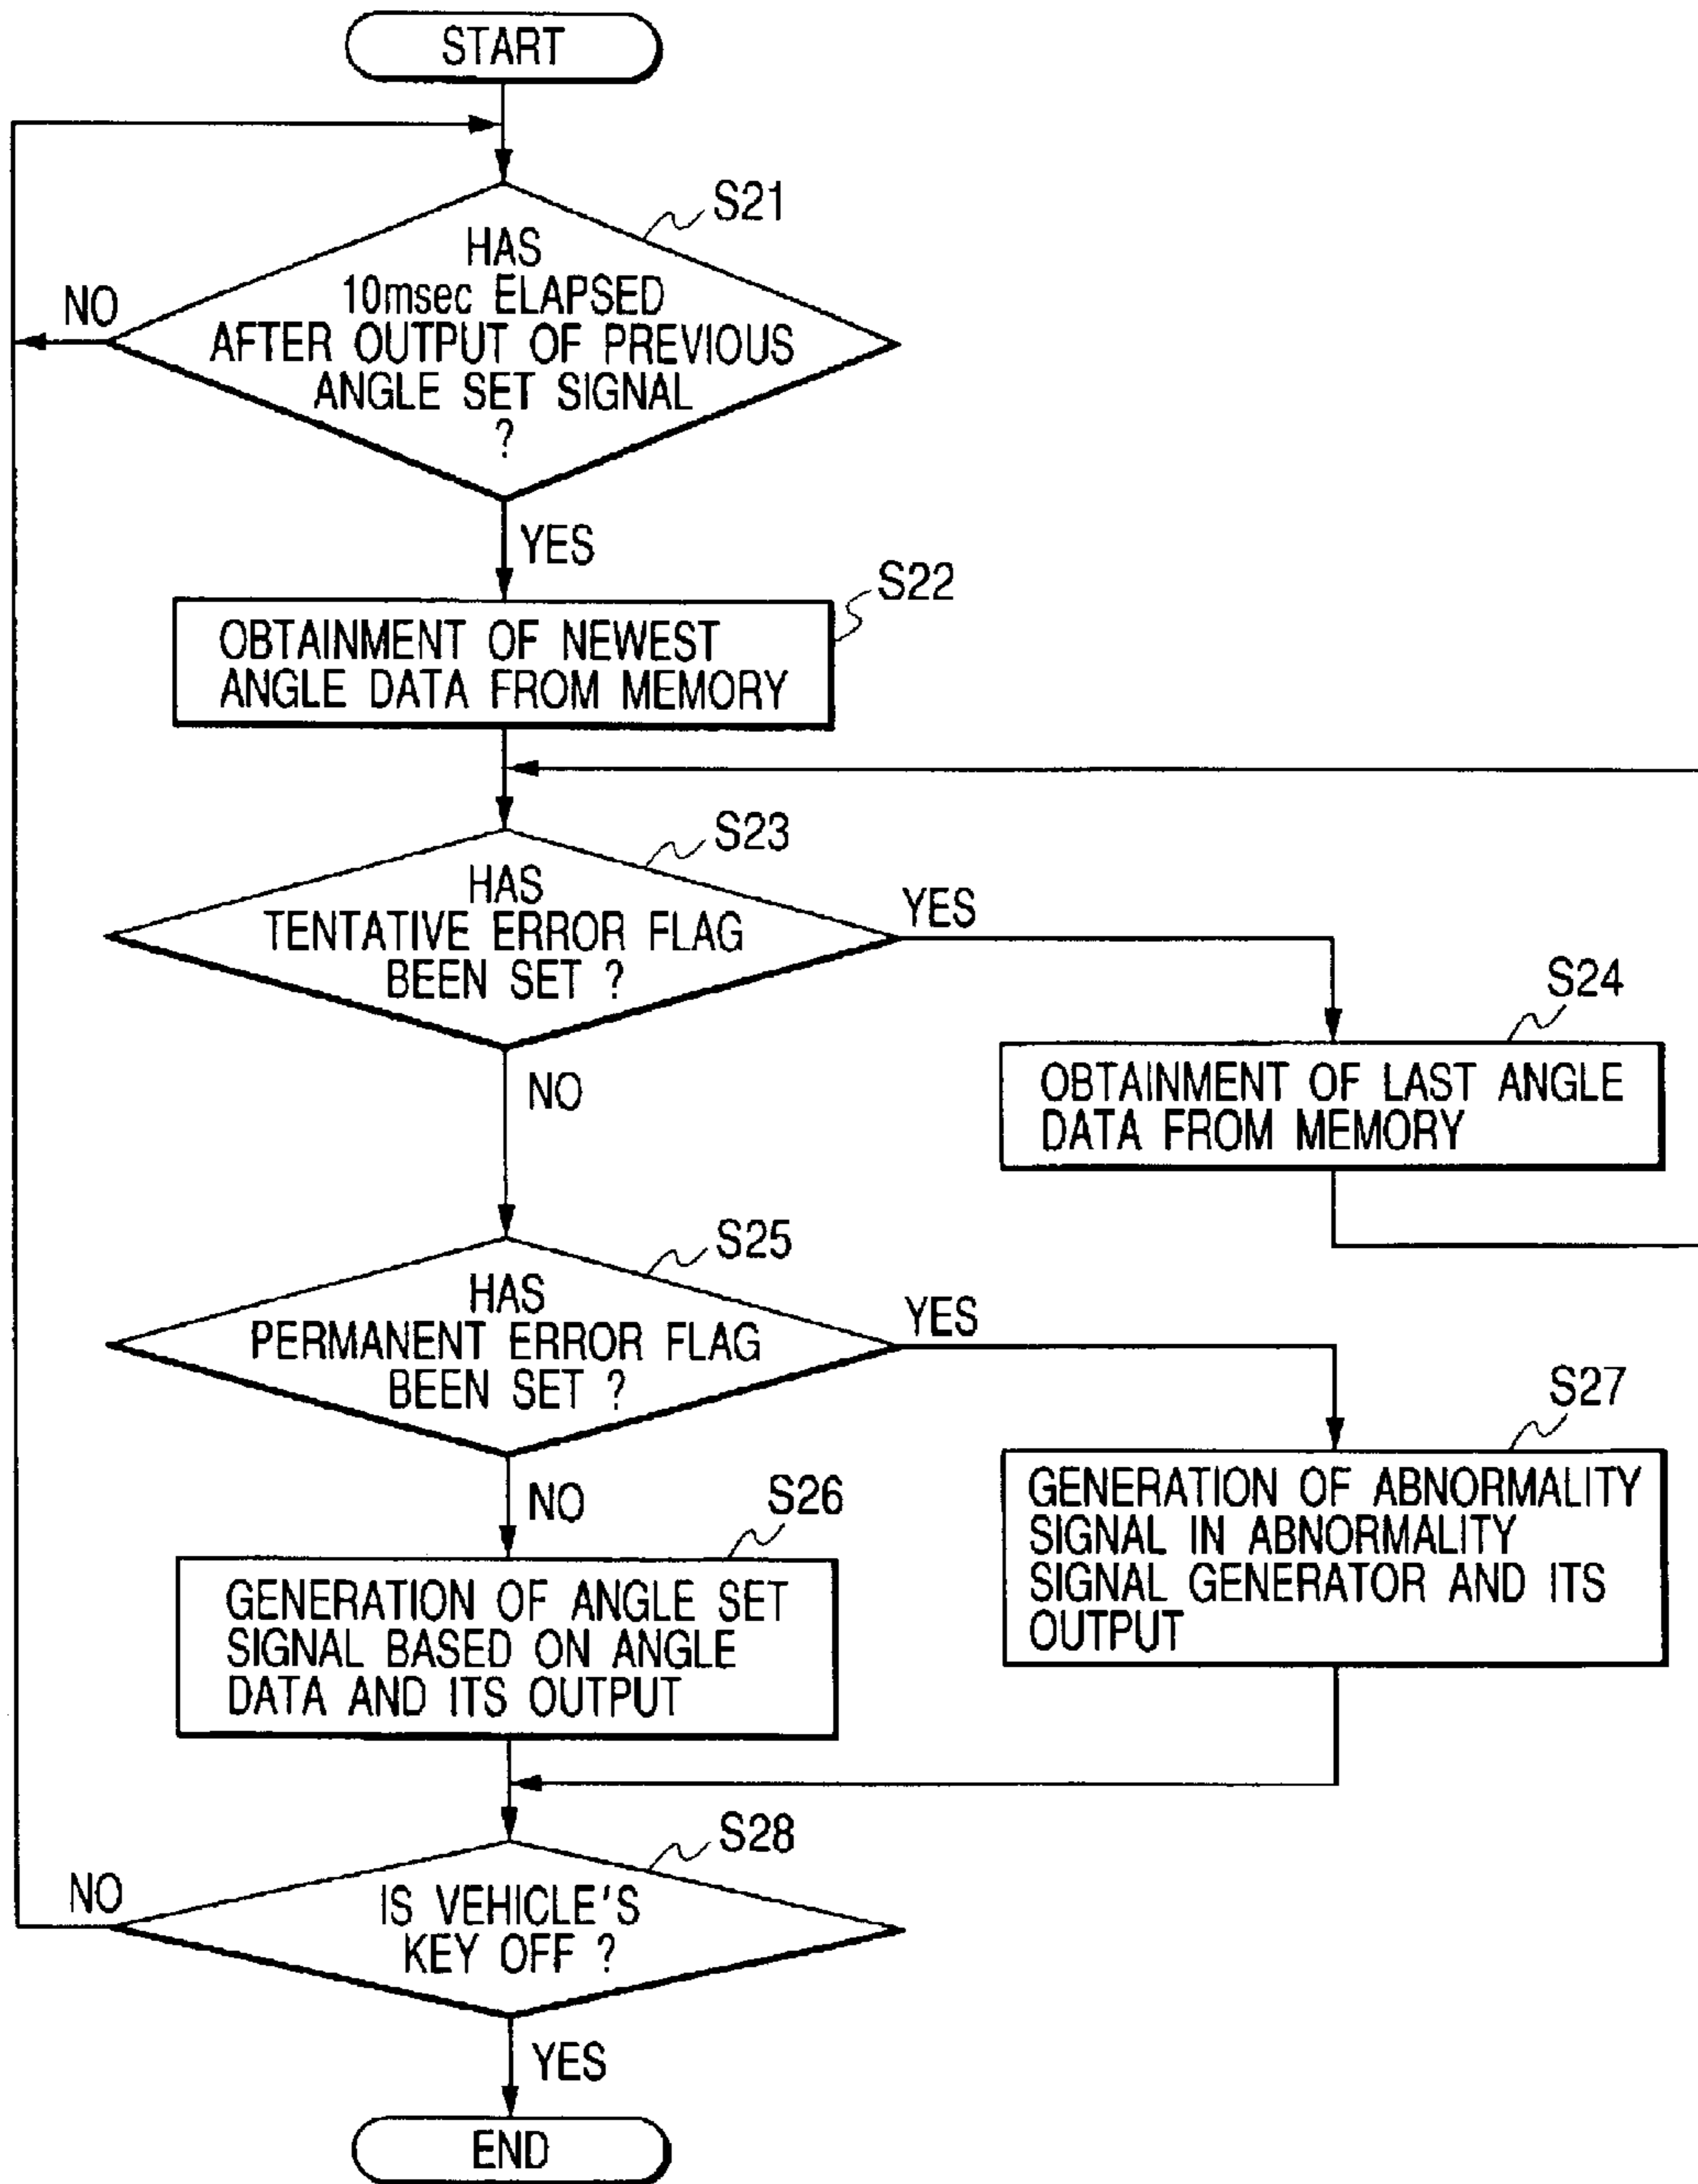 START
S21
HAS
10msec ELAPSED
AFTER OUTPUT OF PREVIOUS
ANGLE SET SIGNAL
?
NO
YES
S22
OBTAINMENT OF NEWEST
ANGLE DATA FROM MEMORY
S23
HAS
TENTATIVE ERROR FLAG
BEEN SET ?
YES
NO
S24
OBTAINMENT OF LAST ANGLE
DATA FROM MEMORY
S25
HAS
PERMANENT ERROR FLAG
BEEN SET ?
YES
NO
S27
GENERATION OF ABNORMALITY
SIGNAL IN ABNORMALITY
SIGNAL GENERATOR AND ITS
OUTPUT
S26
GENERATION OF ANGLE SET
SIGNAL BASED ON ANGLE
DATA AND ITS OUTPUT
S28
IS VEHICLE'S
KEY OFF ?
NO
YES
END